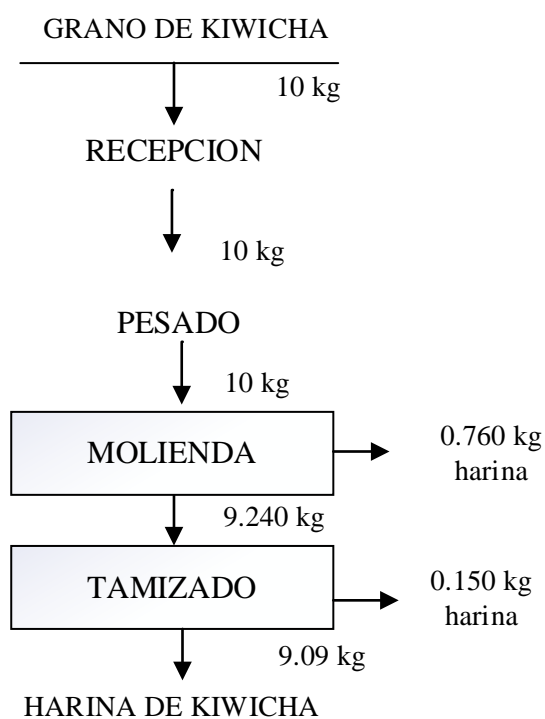 GRANO DE KIWICHA
10 kg
RECEPCION
10 kg
PESADO
10 kg
MOLIENDA
0.760 kg
harina
9.240 kg
TAMIZADO
0.150 kg
harina
9.09 kg
HARINA DE KIWICHA